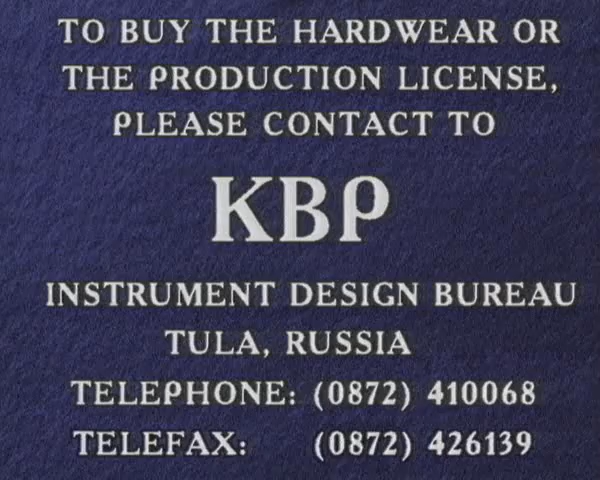 TO BUY THE HARDWEAR OR
THE PRODUCTION LICENSE,
PLEASE CONTACT TO
KBP
INSTRUMENT DESIGN BUREAU
TULA, RUSSIA
TELEPHONE: (0872) 410068
TELEFAX: (0872) 426139